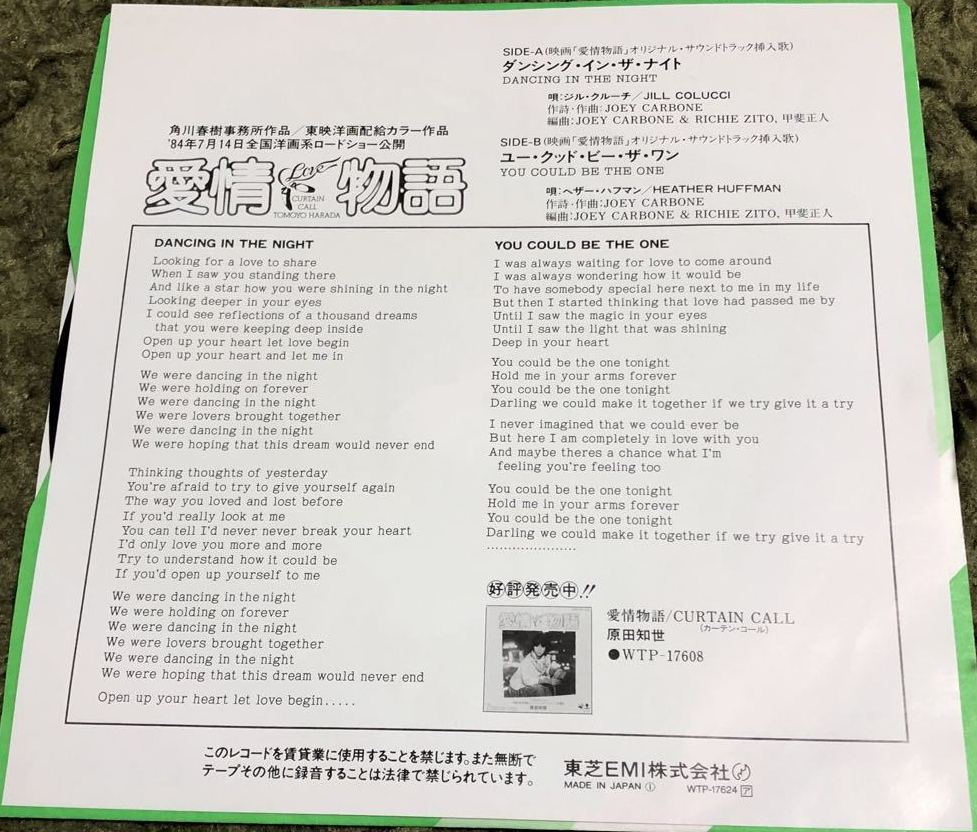 SIDE-A(映画「愛情物語」オリジナル・サウンドトラック挿入歌)
ダンシング・イン・ザ・ナイト
DANCING IN THE NIGHT
唄:ジル・クルーチ/JILL COLUCCI
作詩・作曲:JOEY CARBONE
編曲:JOEY CARBONE & RICHIE ZITO, 甲斐正人
SIDE-B(映画「愛情物語」オリジナル・サウンドトラック挿入歌)
ユー・クッド・ビー・ザ・ワン
YOU COULD BE THE ONE
唄:ヘザー・ハフマン/HEATHER HUFFMAN
作詩・作曲:JOEY CARBONE
編曲:JOEY CARBONE & RICHIE ZITO, 甲斐正人
角川春樹事務所作品/東映洋画配給カラー作品
'84年7月14日全国洋画系ロードショー公開
愛情物語
Love
CURTAIN
CALL
TOMOYO HARADA
DANCING IN THE NIGHT
Looking for a love to share
When I saw you standing there
And like a star how you were shining in the night
Looking deeper in your eyes
I could see reflections of a thousand dreams
that you were keeping deep inside
Open up your heart let love begin
Open up your heart and let me in
We were dancing in the night
We were holding on forever
We were dancing in the night
We were lovers brought together
We were dancing in the night
We were hoping that this dream would never end
Thinking thoughts of yesterday
You're afraid to try to give yourself again
The way you loved and lost before
If you'd really look at me
You can tell I'd never never break your heart
I'd only love you more and more
Try to understand how it could be
If you'd open up yourself to me
We were dancing in the night
We were holding on forever
We were dancing in the night
We were lovers brought together
We were dancing in the night
We were hoping that this dream would never end
Open up your heart let love begin.....
YOU COULD BE THE ONE
I was always waiting for love to come around
I was always wondering how it would be
To have somebody special here next to me in my life
But then I started thinking that love had passed me by
Until I saw the magic in your eyes
Until I saw the light that was shining
Deep in your heart
You could be the one tonight
Hold me in your arms forever
You could be the one tonight
Darling we could make it together if we try give it a try
I never imagined that we could ever be
But here I am completely in love with you
And maybe theres a chance what I'm
feeling you're feeling too
You could be the one tonight
Hold me in your arms forever
You could be the one tonight
Darling we could make it together if we try give it a try
.....................
好評発売中!!
愛情物語
愛情物語/CURTAIN CALL
(カーテン・コール)
原田知世
●WTP-17608
このレコードを賃貸業に使用することを禁じます。また無断で
テープその他に録音することは法律で禁じられています。
東芝EMI株式会社
MADE IN JAPAN Ⓘ WTP-17624 ア